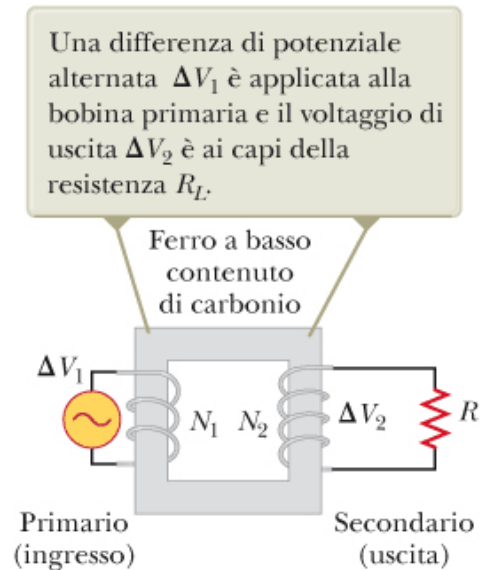 Una differenza di potenziale
alternata ΔV₁ è applicata alla
bobina primaria e il voltaggio di
uscita ΔV₂ è ai capi della
resistenza R_L.
Ferro a basso
contenuto
di carbonio
ΔV₁
N₁ N₂ ΔV₂ R
Primario
(ingresso)
Secondario
(uscita)